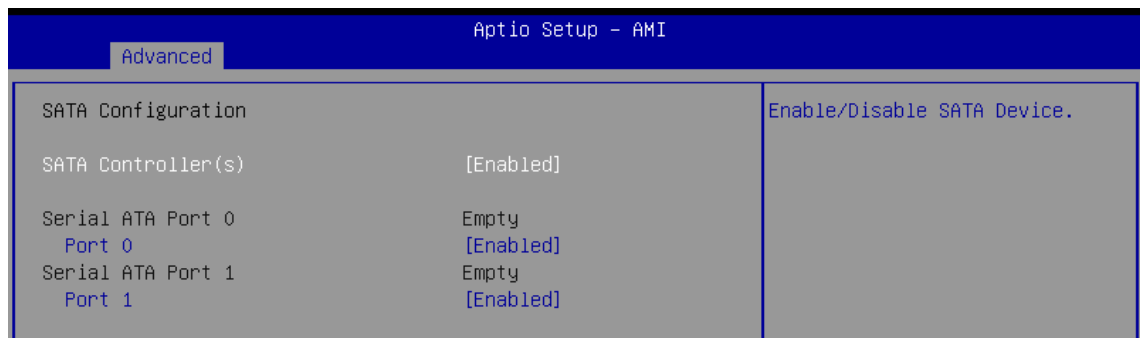 Aptio Setup – AMI
Advanced
SATA Configuration
Enable/Disable SATA Device.
SATA Controller(s) [Enabled]
Serial ATA Port 0 Empty
Port 0 [Enabled]
Serial ATA Port 1 Empty
Port 1 [Enabled]